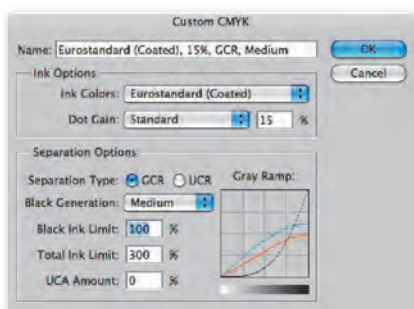 Custom CMYK
Name: Eurostandard (Coated), 15%, GCR, Medium
OK
Ink Options
Cancel
Ink Colors: Eurostandard (Coated)
Dot Gain: Standard 15 %
Separation Options
Separation Type: GCR UCR Gray Ramp:
Black Generation: Medium
Black Ink Limit: 100 %
Total Ink Limit: 300 %
UCA Amount: 0 %